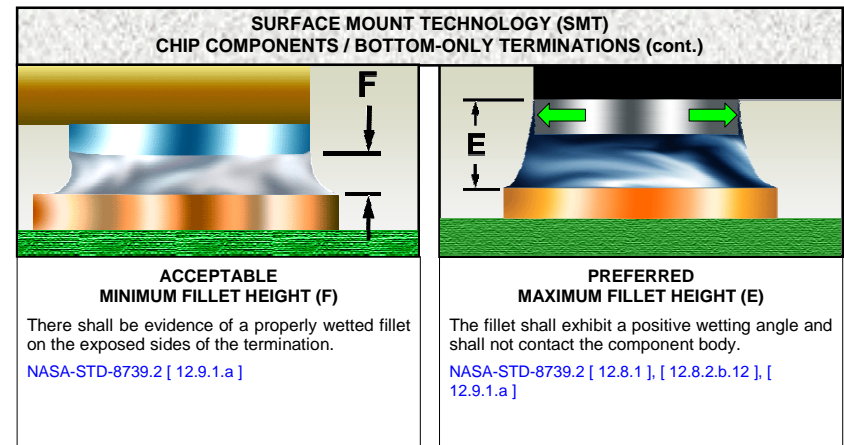 SURFACE MOUNT TECHNOLOGY (SMT)
CHIP COMPONENTS / BOTTOM-ONLY TERMINATIONS (cont.)
F
ACCEPTABLE
MINIMUM FILLET HEIGHT (F)
There shall be evidence of a properly wetted fillet
on the exposed sides of the termination.
NASA-STD-8739.2 [ 12.9.1.a ]
E
PREFERRED
MAXIMUM FILLET HEIGHT (E)
The fillet shall exhibit a positive wetting angle and
shall not contact the component body.
NASA-STD-8739.2 [ 12.8.1 ], [ 12.8.2.b.12 ], [
12.9.1.a ]